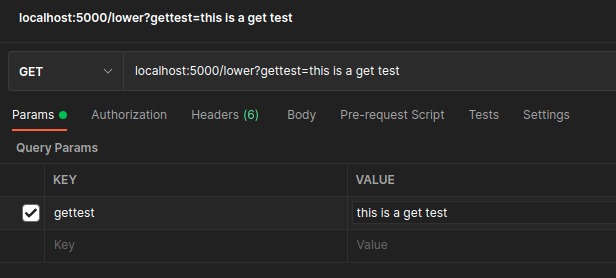 localhost:5000/lower?gettest=this is a get test
GET localhost:5000/lower?gettest=this is a get test
Params Authorization Headers (6) Body Pre-request Script Tests Settings
Query Params
KEY VALUE
gettest this is a get test
Key Value